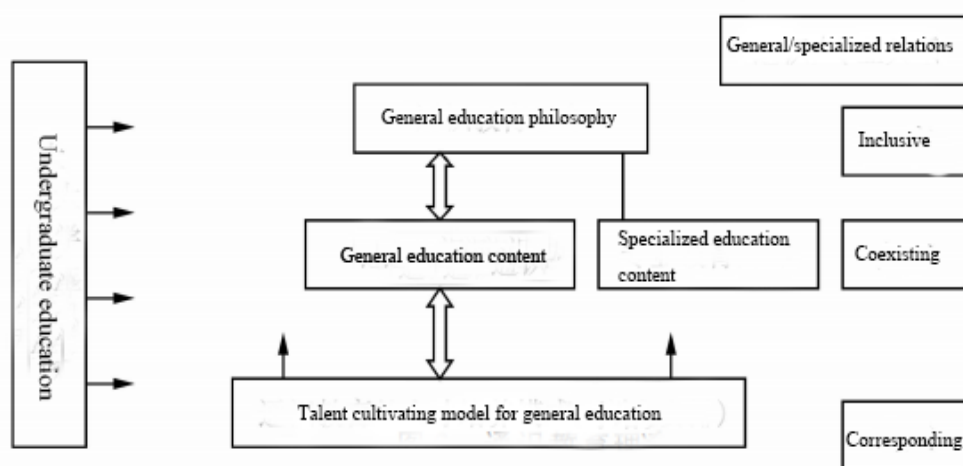 General/specialized relations
General education philosophy
Inclusive
Undergraduate education
General education content
Specialized education
content
Coexisting
Talent cultivating model for general education
Corresponding